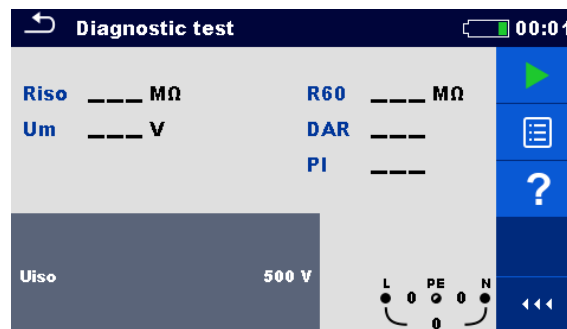 Diagnostic test 00:01
Riso ___ MΩ R60 ___ MΩ
Um ___ V DAR ___
PI ___
?
Uiso 500 V
L PE N
0 0
0